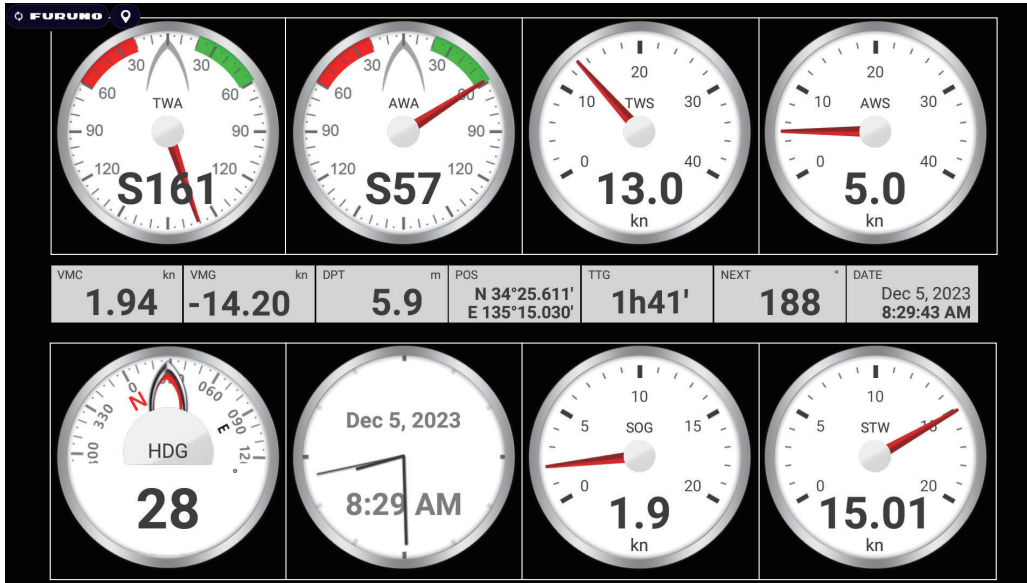 FURUNO
30 30
60 60
TWA
90 90
120 120
S161
30
60 60
AWA
90 90
120 120
S57
20
10 TWS 30
0 40
13.0
kn
20
10 AWS 30
0 40
5.0
kn
VMC kn
1.94
VMG kn
-14.20
DPT m
5.9
POS
N 34°25.611'
E 135°15.030'
TTG
1h41'
NEXT °
188
DATE
Dec 5, 2023
8:29:43 AM
330 N 060 090 E
HDG
°
28
Dec 5, 2023
8:29 AM
10
5 SOG 15
0 20
1.9
kn
10
5 STW 15
0 20
15.01
kn